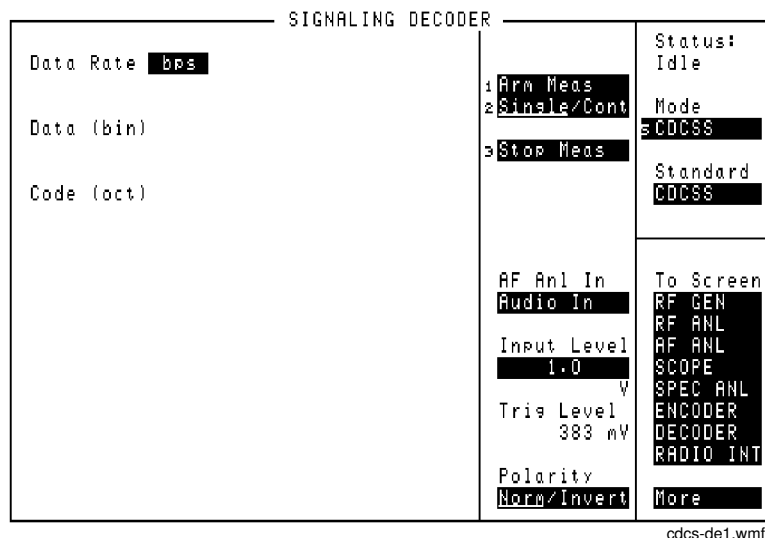 SIGNALING DECODER
Data Rate bps
Data (bin)
Code (oct)
1 Arm Meas
2 Single/Cont
3 Stop Meas
AF Anl In
Audio In
Input Level
1.0
V
Trig Level
383 mV
Polarity
Norm/Invert
Status:
Idle
Mode
5 CDCSS
Standard
CDCSS
To Screen
RF GEN
RF ANL
AF ANL
SCOPE
SPEC ANL
ENCODER
DECODER
RADIO INT
More
cdcs-de1.wmf